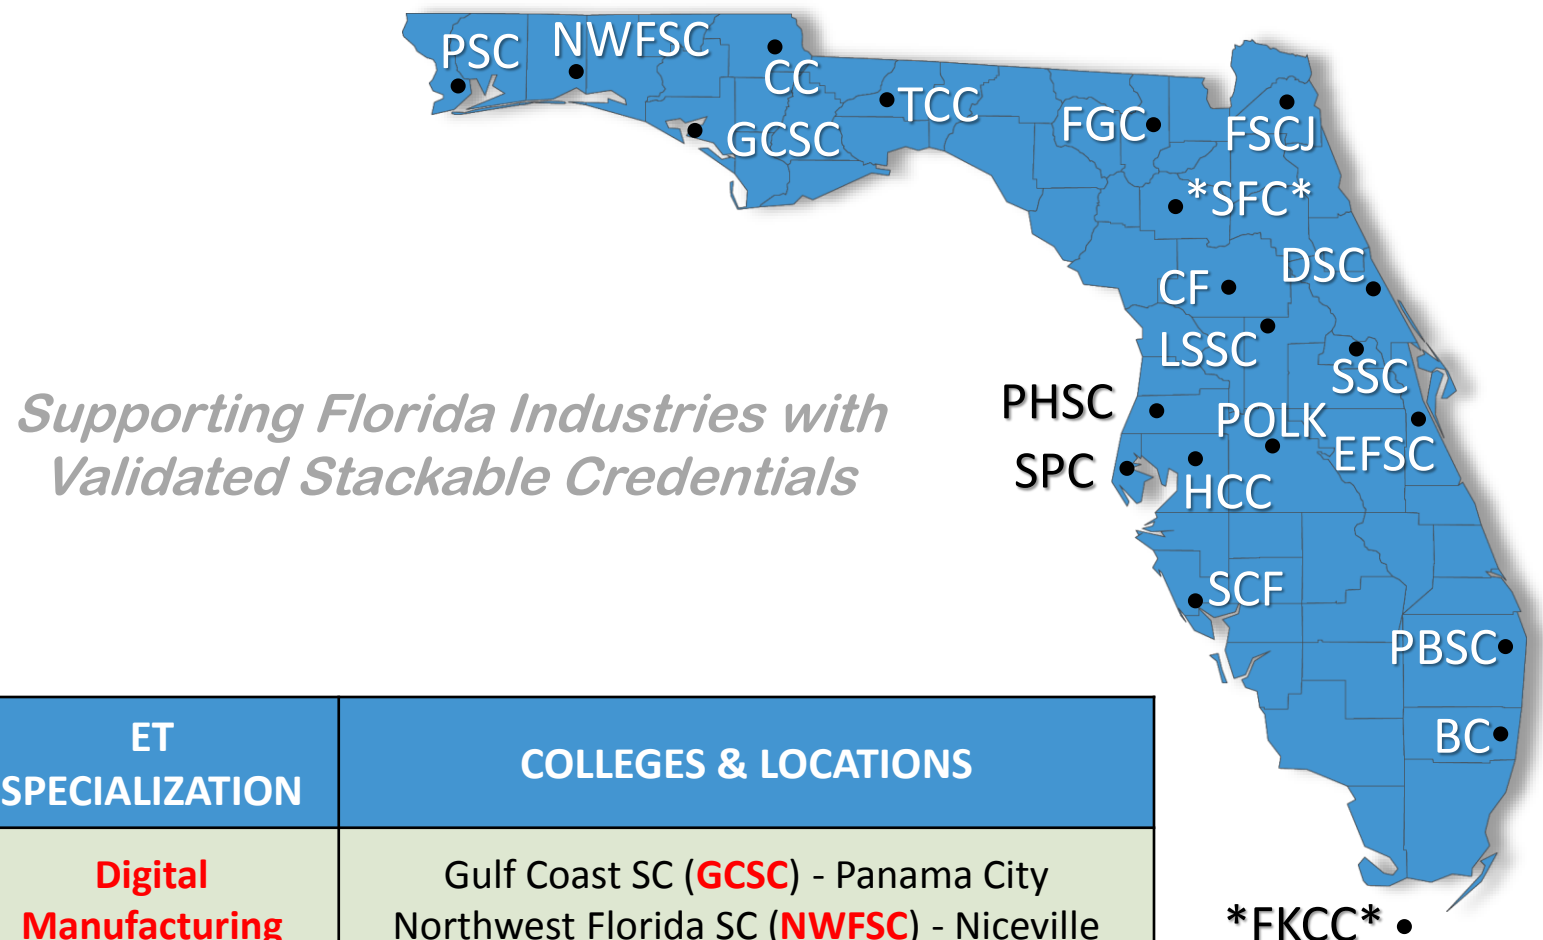 PSC
NWFSC
CC
TCC
GCSC
FGC
FSCJ
*SFC*
DSC
CF
LSSC
SSC
PHSC
POLK
EFSC
SPC
HCC
Supporting Florida Industries with
Validated Stackable Credentials
SCF
PBSC
BC
*FKCC*
ET
SPECIALIZATION
COLLEGES & LOCATIONS
Digital
Manufacturing
Gulf Coast SC (GCSC) - Panama City
Northwest Florida SC (NWFSC) - Niceville